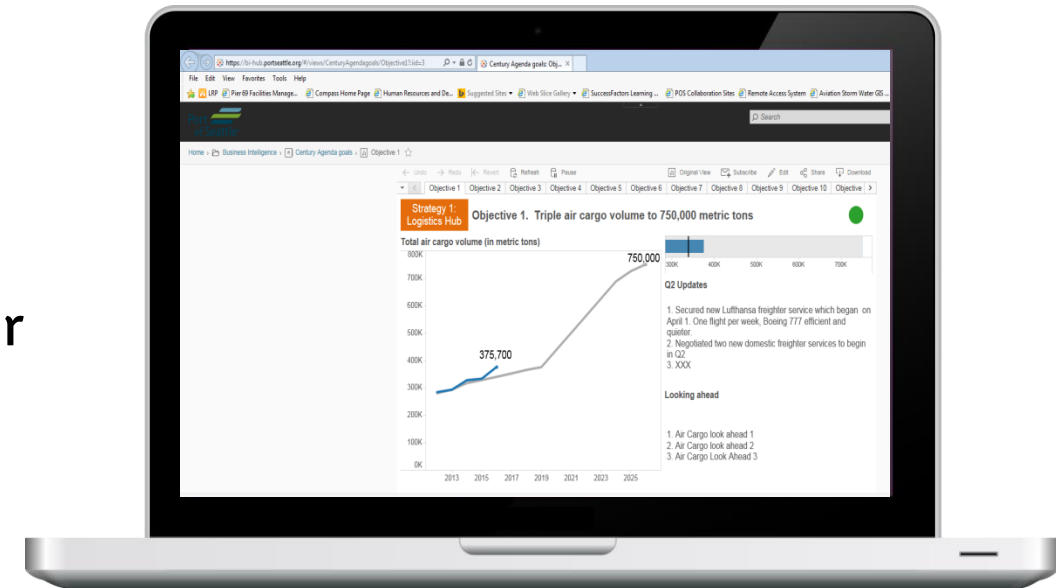 r
https://bi-hub.portseattle.org/#/views/CenturyAgendagoals/Objective1?:iid=3
Century Agenda goals: Obj... X
File Edit View Favorites Tools Help
LRP Pier 69 Facilities Manage... Compass Home Page Human Resources and De... Suggested Sites Web Slice Gallery SuccessFactors Learning ... POS Collaboration Sites Remote Access System Aviation Storm Water GIS ...
Port
of Seattle
Search
Home > Business Intelligence > Century Agenda goals > Objective 1
Undo Redo Revert Refresh Pause Original View Subscribe Edit Share Download
Objective 1 Objective 2 Objective 3 Objective 4 Objective 5 Objective 6 Objective 7 Objective 8 Objective 9 Objective 10 Objective
Strategy 1:
Logistics Hub
Objective 1. Triple air cargo volume to 750,000 metric tons
Total air cargo volume (in metric tons)
800K
700K
600K
500K
400K
300K
200K
100K
0K
750,000
375,700
2013 2015 2017 2019 2021 2023 2025
300K 400K 500K 600K 700K
Q2 Updates
1. Secured new Lufthansa freighter service which began on
April 1. One flight per week, Boeing 777 efficient and
quieter.
2. Negotiated two new domestic freighter services to begin
in Q2
3. XXX
Looking ahead
1. Air Cargo look ahead 1
2. Air Cargo look ahead 2
3. Air Cargo Look Ahead 3